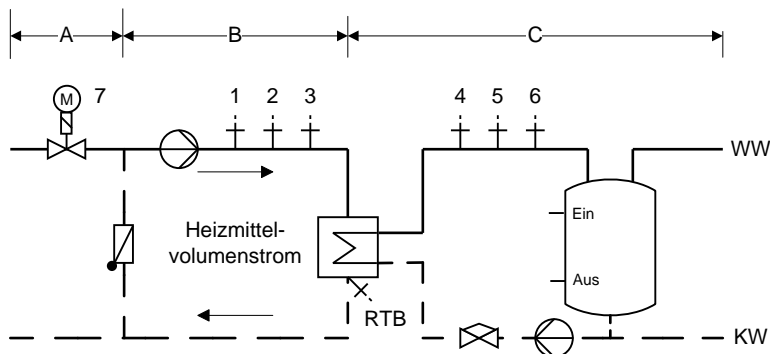 A B C
M 7
1 2 3 4 5 6
WW
Ein
Heizmittel-
volumenstrom
Aus
RTB
KW